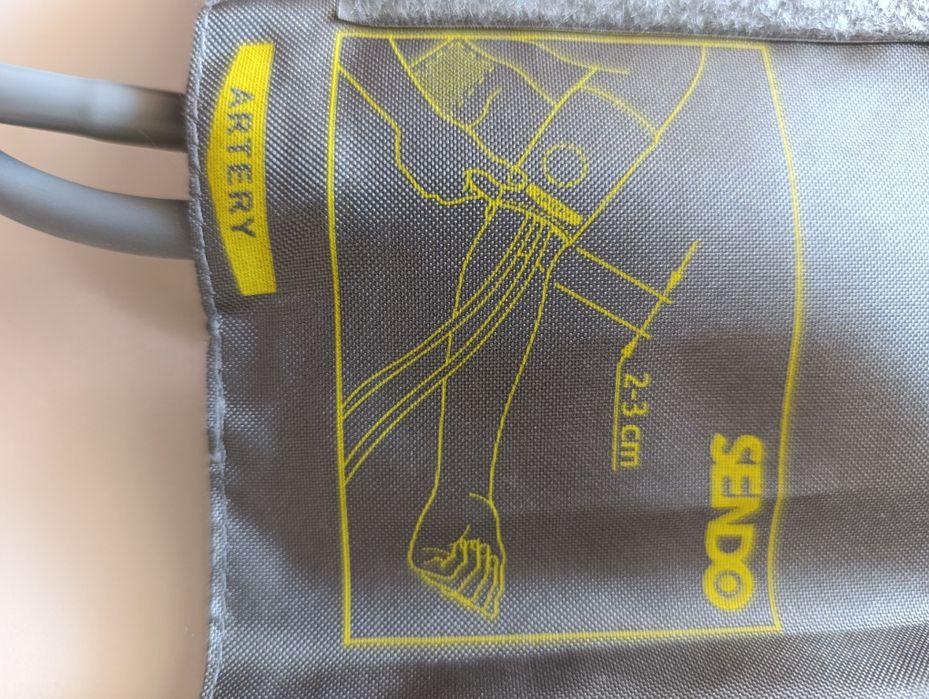 ARTERY
2-3 cm
SENDO